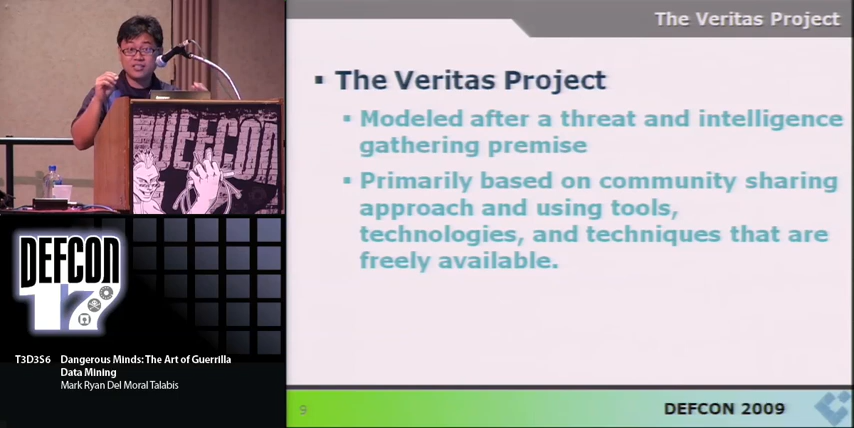 The Veritas Project
▪ The Veritas Project
▪ Modeled after a threat and intelligence
gathering premise
▪ Primarily based on community sharing
approach and using tools,
technologies, and techniques that are
freely available.
9
DEFCON 2009
DEFCON
DEFCON
17
T3D3S6 Dangerous Minds: The Art of Guerrilla
Data Mining
Mark Ryan Del Moral Talabis